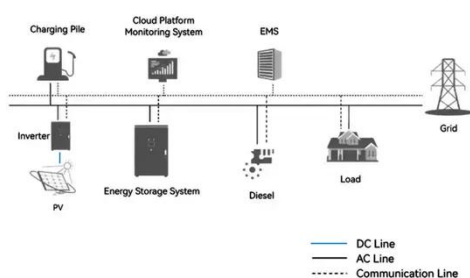 Charging Pile
Cloud Platform
Monitoring System
EMS
Grid
Inverter
PV
Energy Storage System
Diesel
Load
DC Line
AC Line
Communication Line